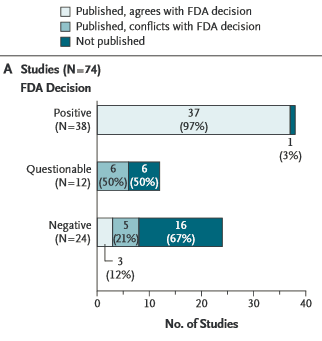 Published, agrees with FDA decision
Published, conflicts with FDA decision
Not published
A Studies (N=74)
FDA Decision
Positive
(N=38)
37
(97%)
1
(3%)
Questionable
(N=12)
6
(50%)
6
(50%)
Negative
(N=24)
5
(21%)
16
(67%)
3
(12%)
0 10 20 30 40
No. of Studies